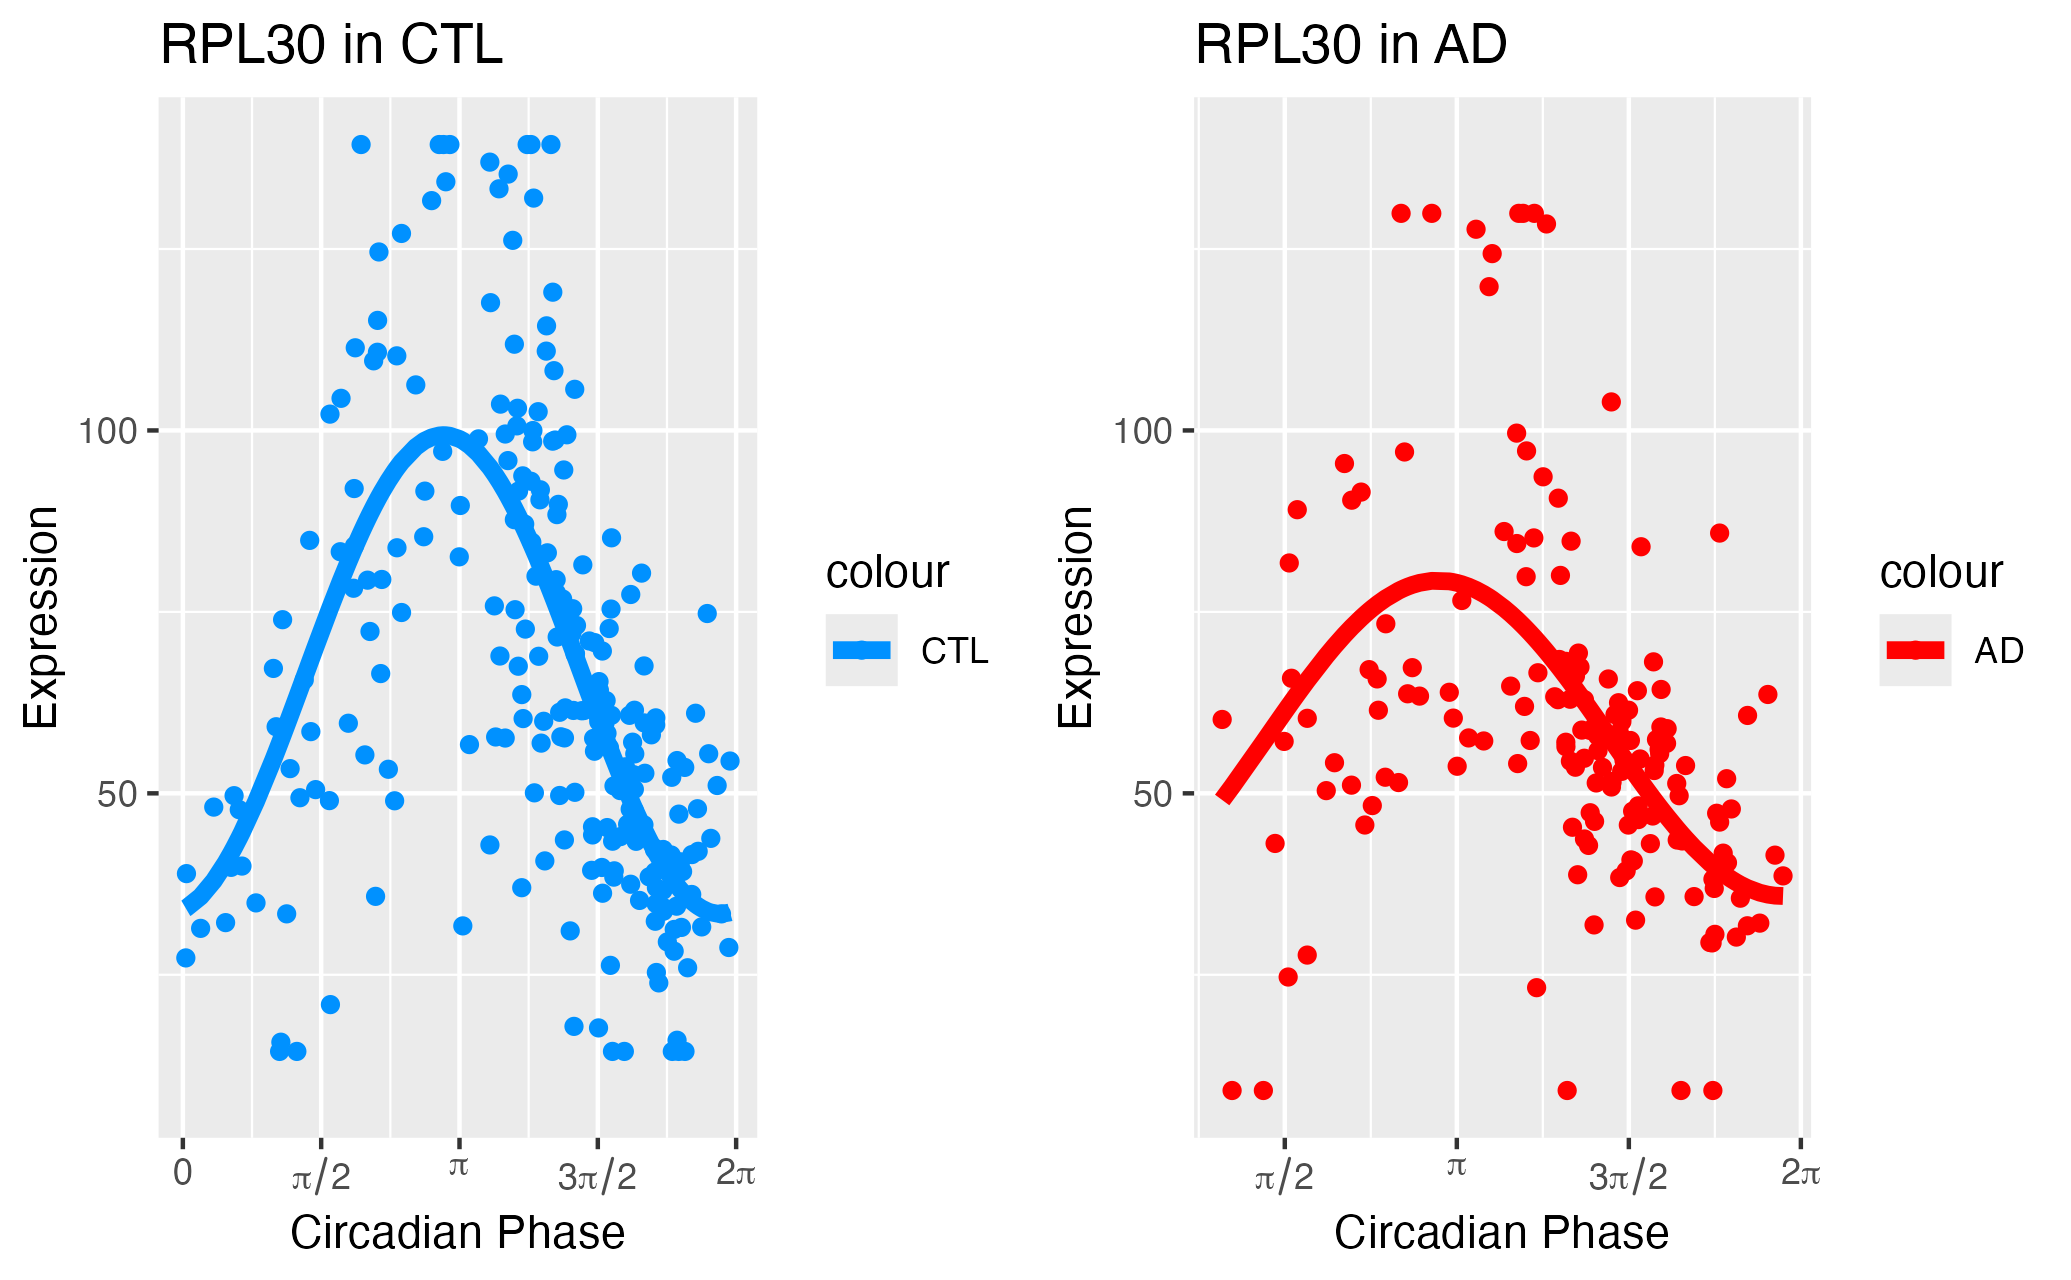 RPL30 in CTL
Expression
100
50
0 π/2 π 3π/2 2π
Circadian Phase
colour
CTL
RPL30 in AD
Expression
100
50
π/2 π 3π/2 2π
Circadian Phase
colour
AD